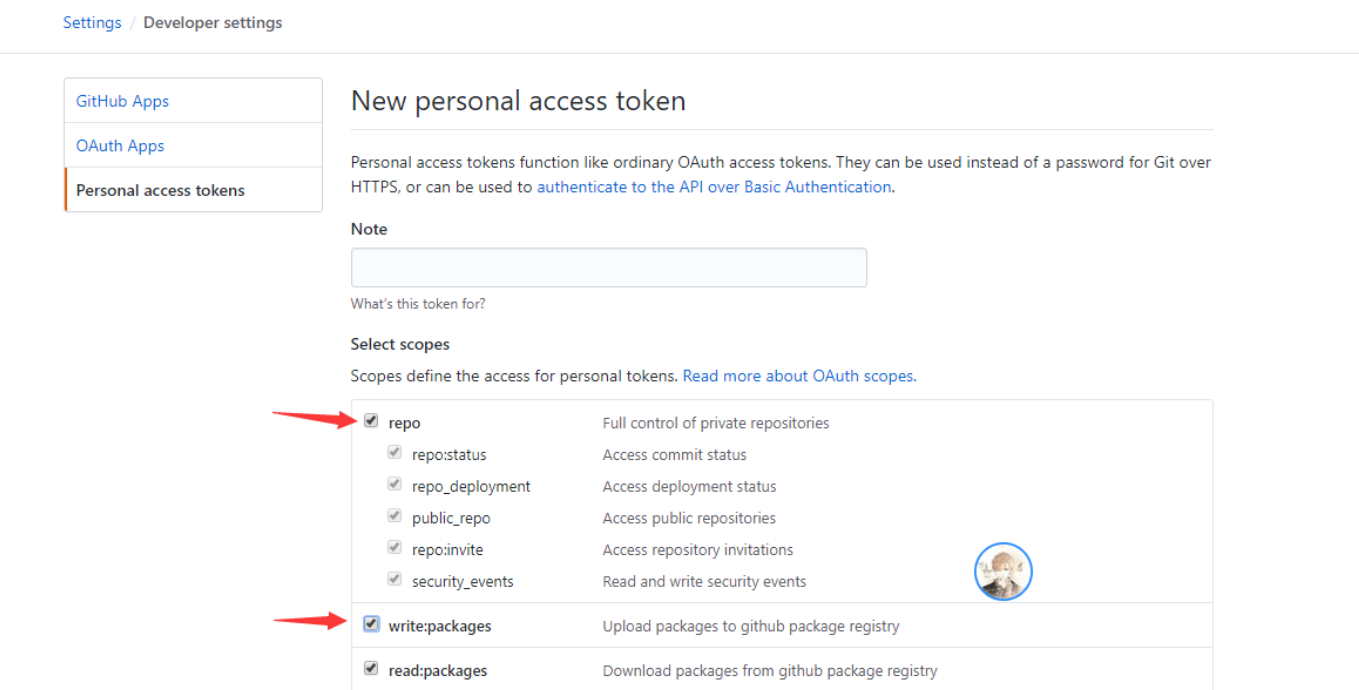 Settings / Developer settings
GitHub Apps
OAuth Apps
Personal access tokens
New personal access token
Personal access tokens function like ordinary OAuth access tokens. They can be used instead of a password for Git over
HTTPS, or can be used to authenticate to the API over Basic Authentication.
Note
What's this token for?
Select scopes
Scopes define the access for personal tokens. Read more about OAuth scopes.
repo Full control of private repositories
repo:status Access commit status
repo_deployment Access deployment status
public_repo Access public repositories
repo:invite Access repository invitations
security_events Read and write security events
write:packages Upload packages to github package registry
read:packages Download packages from github package registry